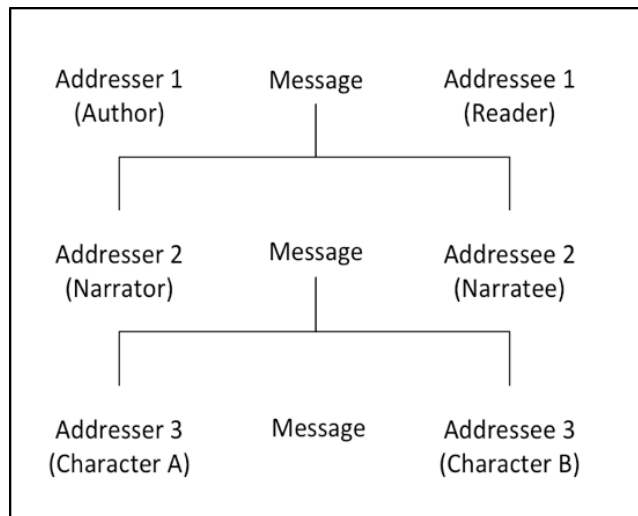 Addresser 1 Message Addressee 1
(Author) (Reader)
Addresser 2 Message Addressee 2
(Narrator) (Narratee)
Addresser 3 Message Addressee 3
(Character A) (Character B)